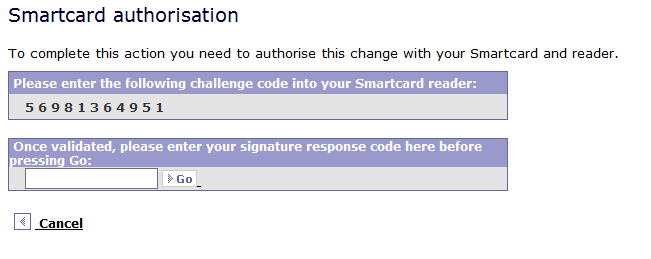 Smartcard authorisation
To complete this action you need to authorise this change with your Smartcard and reader.
Please enter the following challenge code into your Smartcard reader:
5 6 9 8 1 3 6 4 9 5 1
Once validated, please enter your signature response code here before
pressing Go:
Go
Cancel